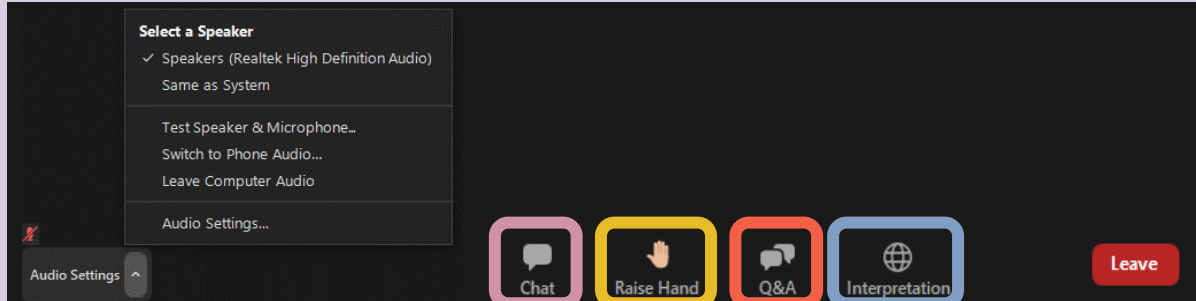 Select a Speaker
✓ Speakers (Realtek High Definition Audio)
Same as System
Test Speaker & Microphone...
Switch to Phone Audio...
Leave Computer Audio
Audio Settings...
Audio Settings
Chat
Raise Hand
Q&A
Interpretation
Leave